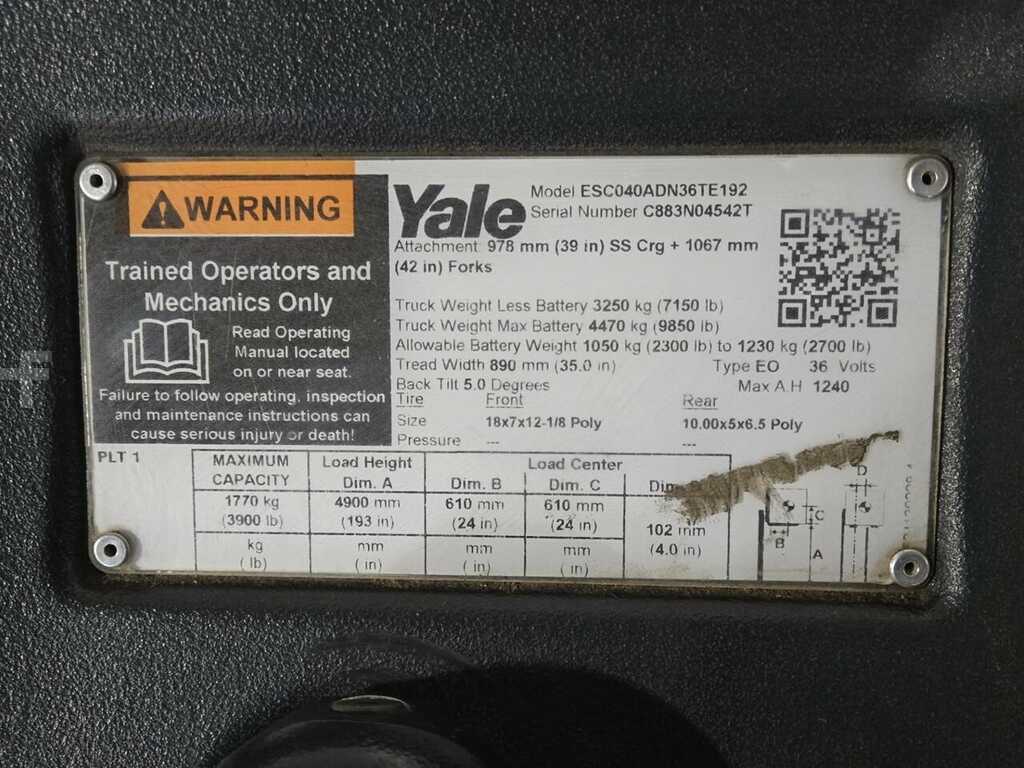 WARNING
Trained Operators and
Mechanics Only
Read Operating
Manual located
on or near seat.
Failure to follow operating, inspection
and maintenance instructions can
cause serious injury or death!
Yale
Model ESC040ADN36TE192
Serial Number C883N04542T
Attachment 978 mm (39 in) SS Crg + 1067 mm
(42 in) Forks
Truck Weight Less Battery 3250 kg (7150 lb)
Truck Weight Max Battery 4470 kg (9850 lb)
Allowable Battery Weight 1050 kg (2300 lb) to 1230 kg (2700 lb)
Tread Width 890 mm (35.0 in) Type EO 36 Volts
Back Tilt 5.0 Degrees Max A.H 1240
Tire Front Rear
Size 18x7x12-1/8 Poly 10.00x5x6.5 Poly
Pressure --- ---
PLT 1
MAXIMUM CAPACITY Load Height Dim. A Load Center
Dim. B Dim. C
1770 kg 4900 mm 610 mm 610 mm
(3900 lb) (193 in) (24 in) (24 in) 102 mm
kg mm mm mm (4.0 in)
( lb) ( in) ( in) ( in)
D
C
B
A